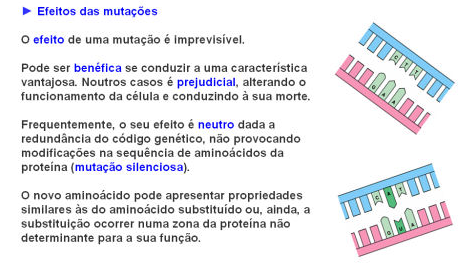 ► Efeitos das mutações
O efeito de uma mutação é imprevisível.
Pode ser benéfica se conduzir a uma característica
vantajosa. Noutros casos é prejudicial, alterando o
funcionamento da célula e conduzindo à sua morte.
Frequentemente, o seu efeito é neutro dada a
redundância do código genético, não provocando
modificações na sequência de aminoácidos da
proteína (mutação silenciosa).
O novo aminoácido pode apresentar propriedades
similares às do aminoácido substituído ou, ainda, a
substituição ocorrer numa zona da proteína não
determinante para a sua função.
C T T
G A A
C A T
G U A